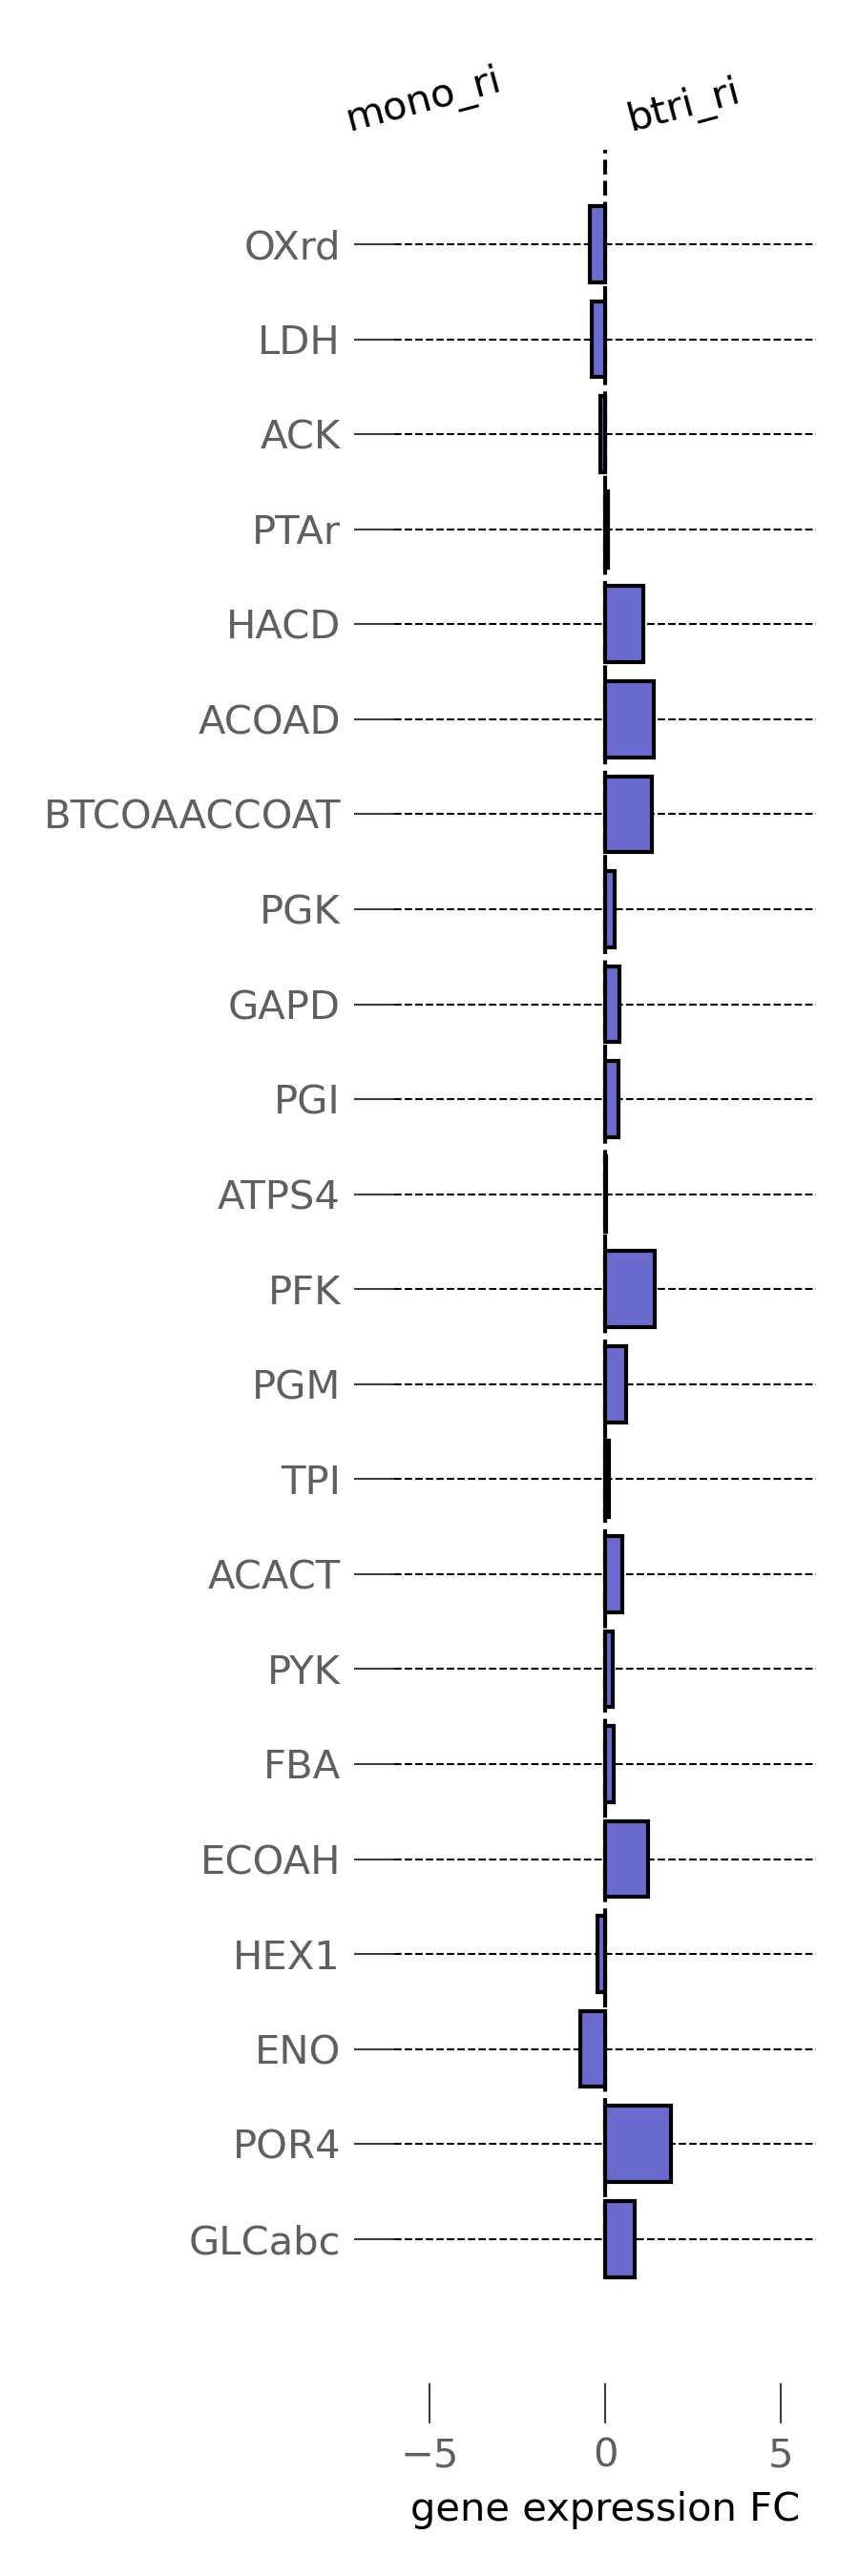 mono_ri btri_ri
OXrd
LDH
ACK
PTAr
HACD
ACOAD
BTCOAACCOAT
PGK
GAPD
PGI
ATPS4
PFK
PGM
TPI
ACACT
PYK
FBA
ECOAH
HEX1
ENO
POR4
GLCabc
−5 0 5
gene expression FC